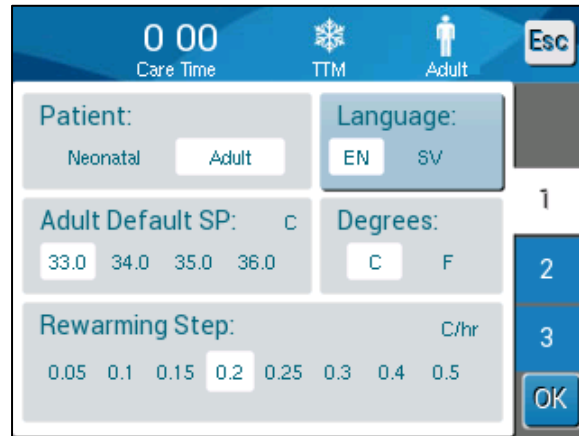 0 00
Care Time
TTM
Adult
Esc
Patient:
Neonatal Adult
Language:
EN SV
Adult Default SP: C
33.0 34.0 35.0 36.0
Degrees:
C F
Rewarming Step: C/hr
0.05 0.1 0.15 0.2 0.25 0.3 0.4 0.5
1
2
3
OK